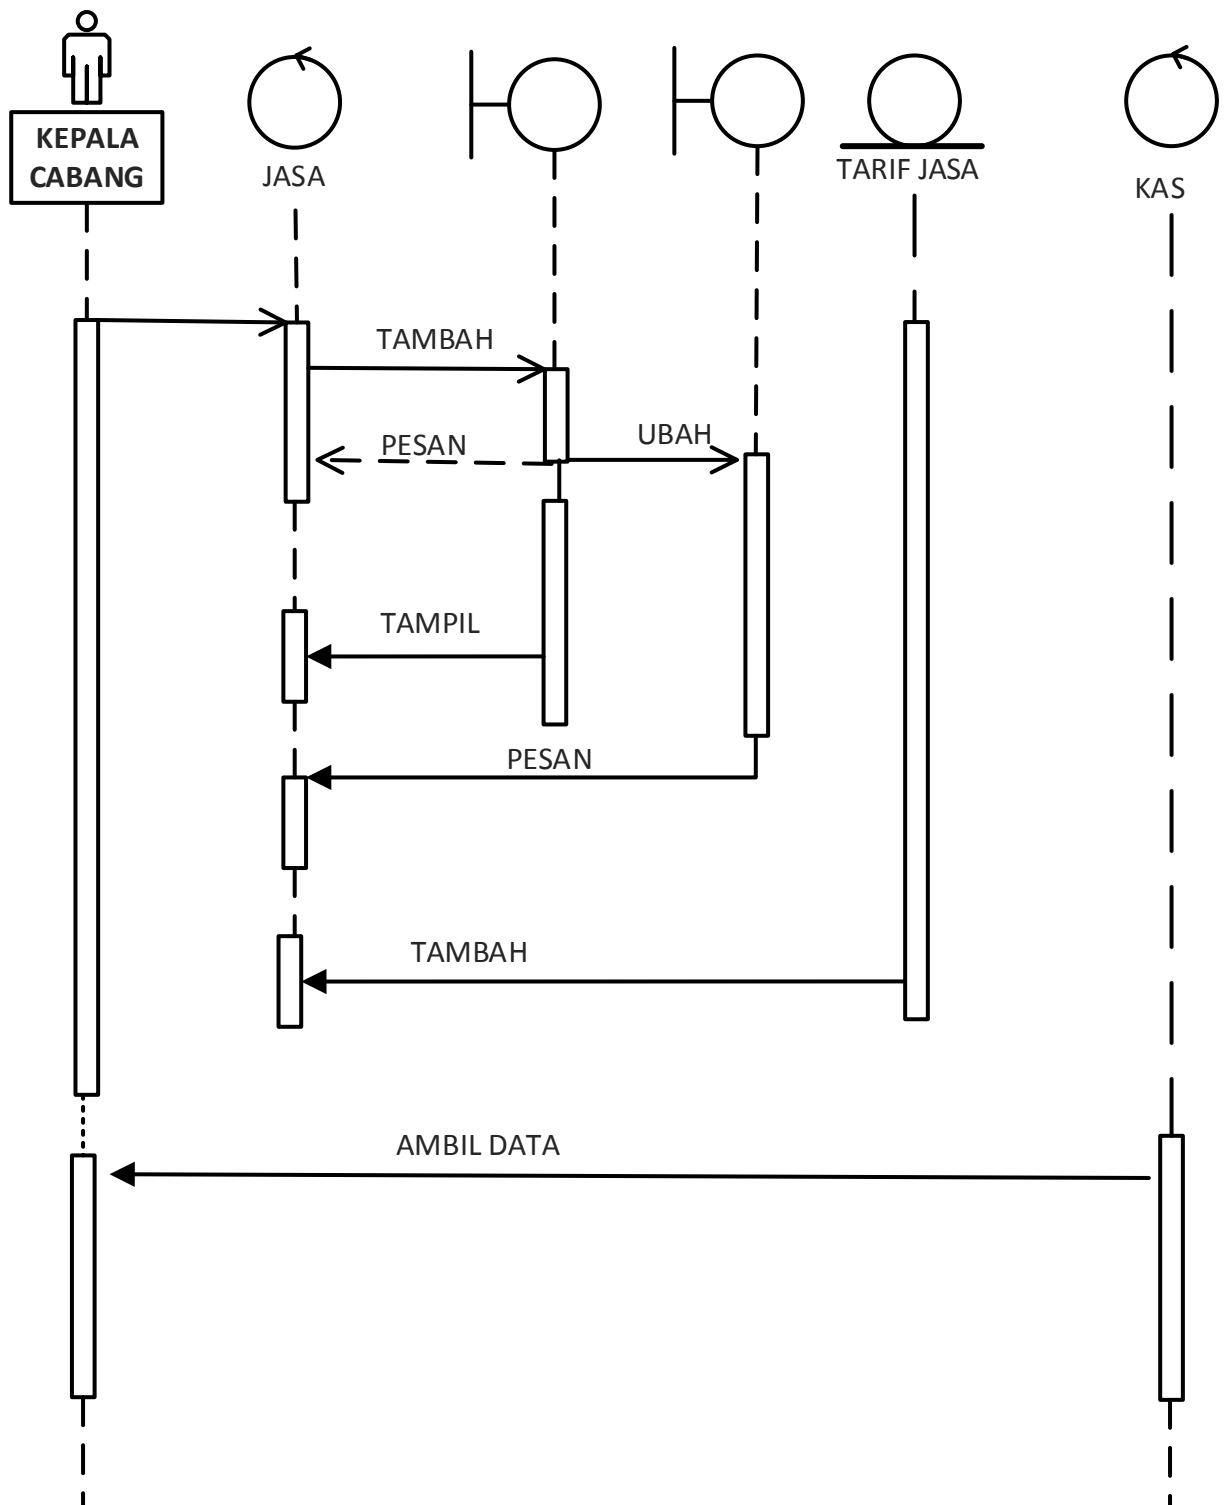 KEPALA
CABANG
JASA
TARIF JASA
KAS
TAMBAH
PESAN
UBAH
TAMPIL
PESAN
TAMBAH
AMBIL DATA